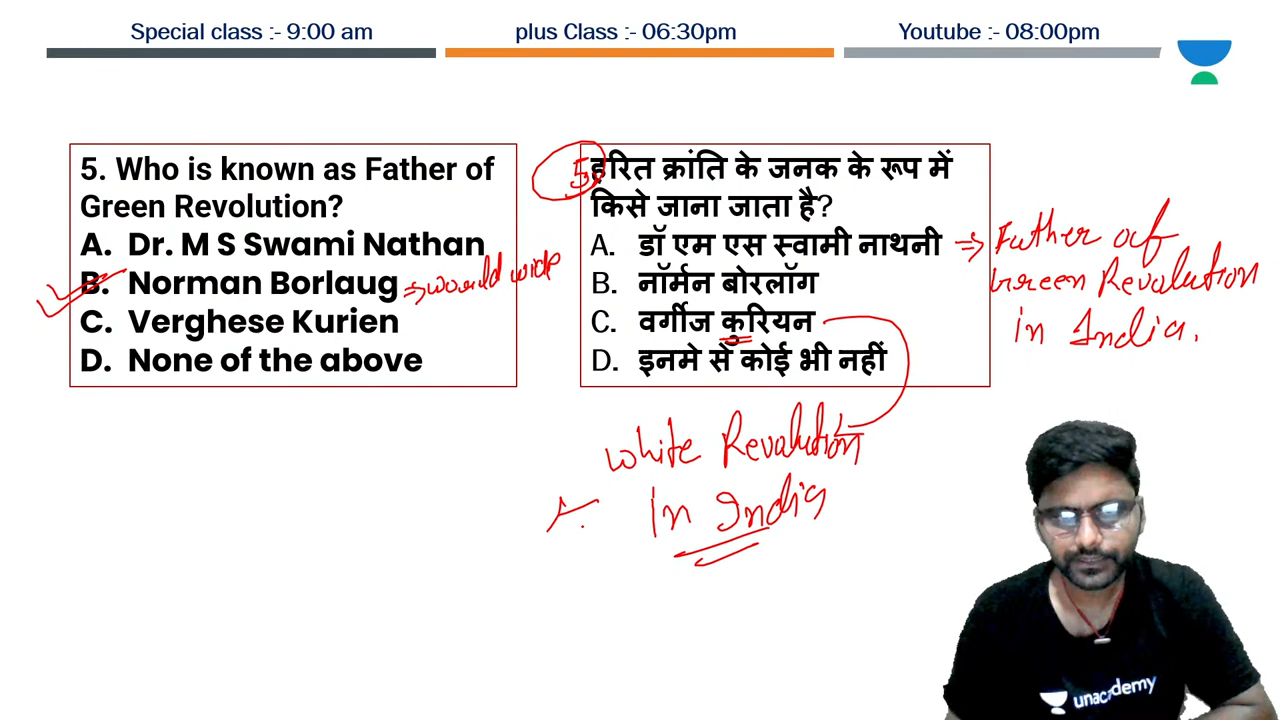 Special class :- 9:00 am
plus Class :- 06:30pm
Youtube :- 08:00pm
5. Who is known as Father of
Green Revolution?
A. Dr. M S Swami Nathan
B. Norman Borlaug
C. Verghese Kurien
D. None of the above
would wide
5. हरित क्रांति के जनक के रूप में
किसे जाना जाता है?
A. डॉ एम एस स्वामी नाथनी
B. नॉर्मन बोरलॉग
C. वर्गीज कुरियन
D. इनमे से कोई भी नहीं
⇒ Father of
Green Revolution
in India.
White Revolution
in India
unacademy